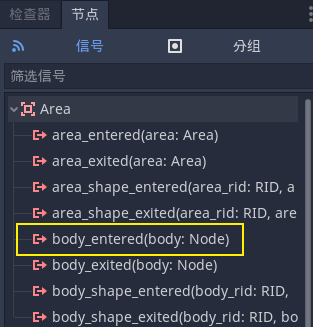 检查器 节点
信号 分组
筛选信号
Area
area_entered(area: Area)
area_exited(area: Area)
area_shape_entered(area_rid: RID, a
area_shape_exited(area_rid: RID, are
body_entered(body: Node)
body_exited(body: Node)
body_shape_entered(body_rid: RID,
body_shape_exited(body_rid: RID, bo